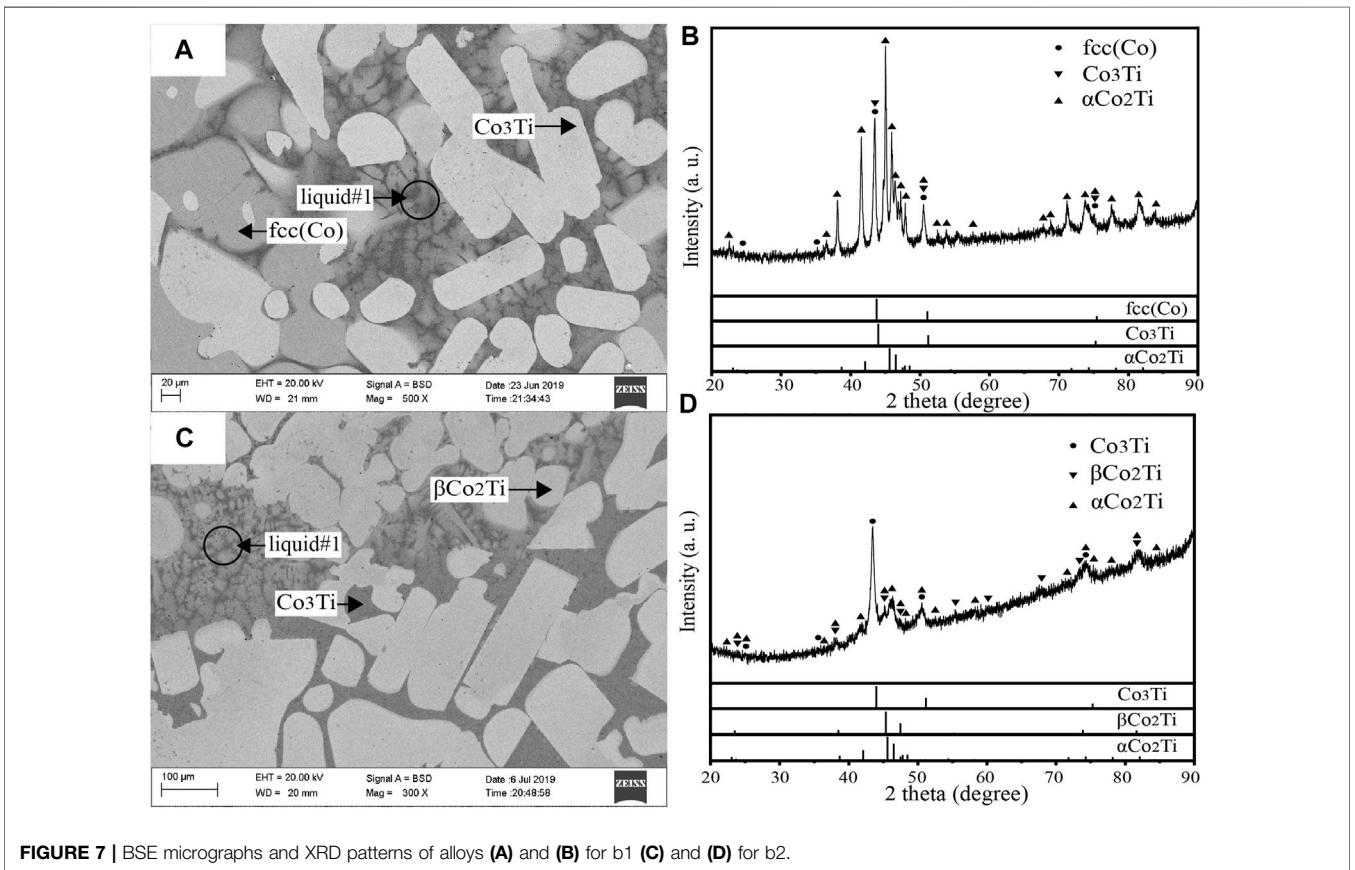 A
Co3Ti
liquid#1
fcc(Co)
20 µm
EHT = 20.00 kV
WD = 21 mm
Signal A = BSD
Mag = 500 X
Date :23 Jun 2019
Time :21:34:43
ZEISS
B
fcc(Co)
Co3Ti
αCo2Ti
Intensity (a. u.)
fcc(Co)
Co3Ti
αCo2Ti
20 30 40 50 60 70 80 90
2 theta (degree)
C
βCo2Ti
liquid#1
Co3Ti
100 µm
EHT = 20.00 kV
WD = 20 mm
Signal A = BSD
Mag = 300 X
Date :6 Jul 2019
Time :20:48:58
ZEISS
D
Co3Ti
βCo2Ti
αCo2Ti
Intensity (a. u.)
Co3Ti
βCo2Ti
αCo2Ti
20 30 40 50 60 70 80 90
2 theta (degree)
FIGURE 7 | BSE micrographs and XRD patterns of alloys (A) and (B) for b1 (C) and (D) for b2.